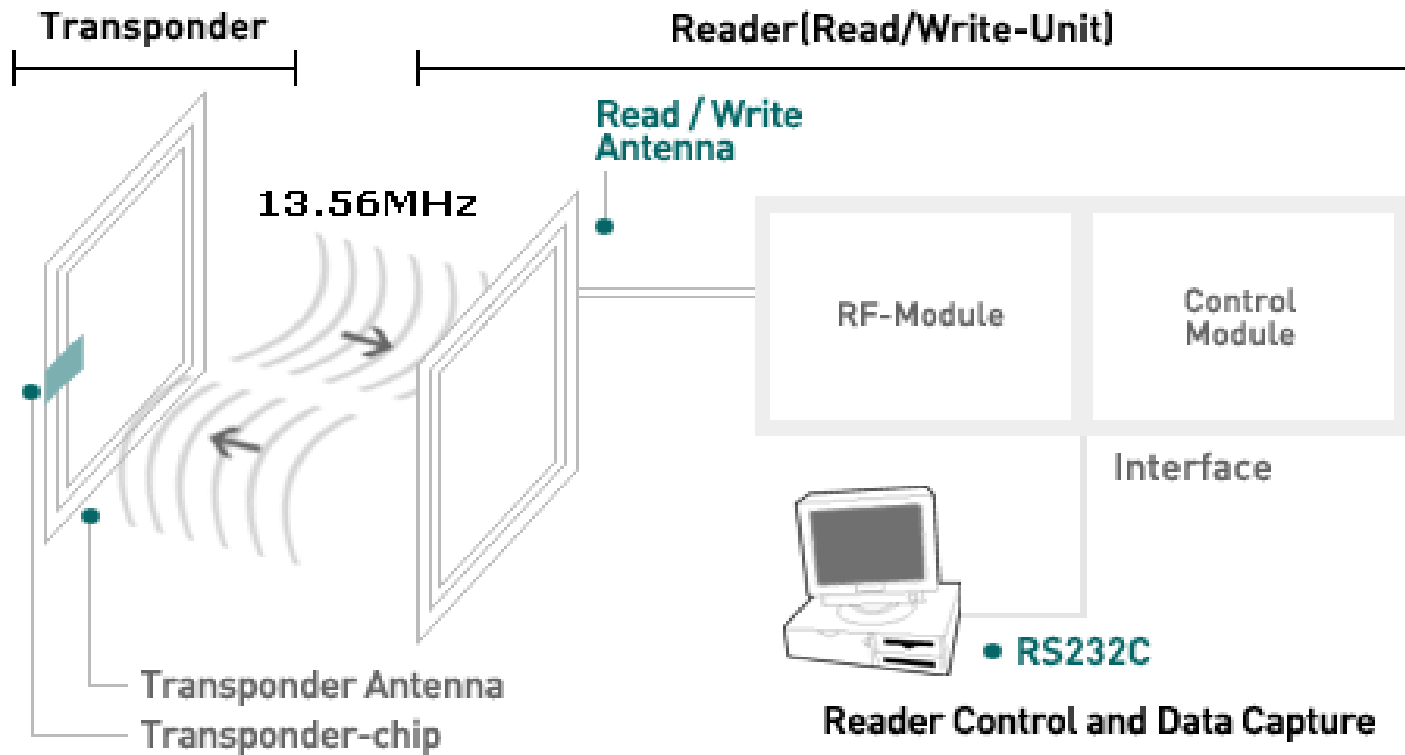 Transponder
Reader(Read/Write-Unit)
Read / Write
Antenna
13.56MHz
RF-Module
Control
Module
Interface
RS232C
Transponder Antenna
Transponder-chip
Reader Control and Data Capture